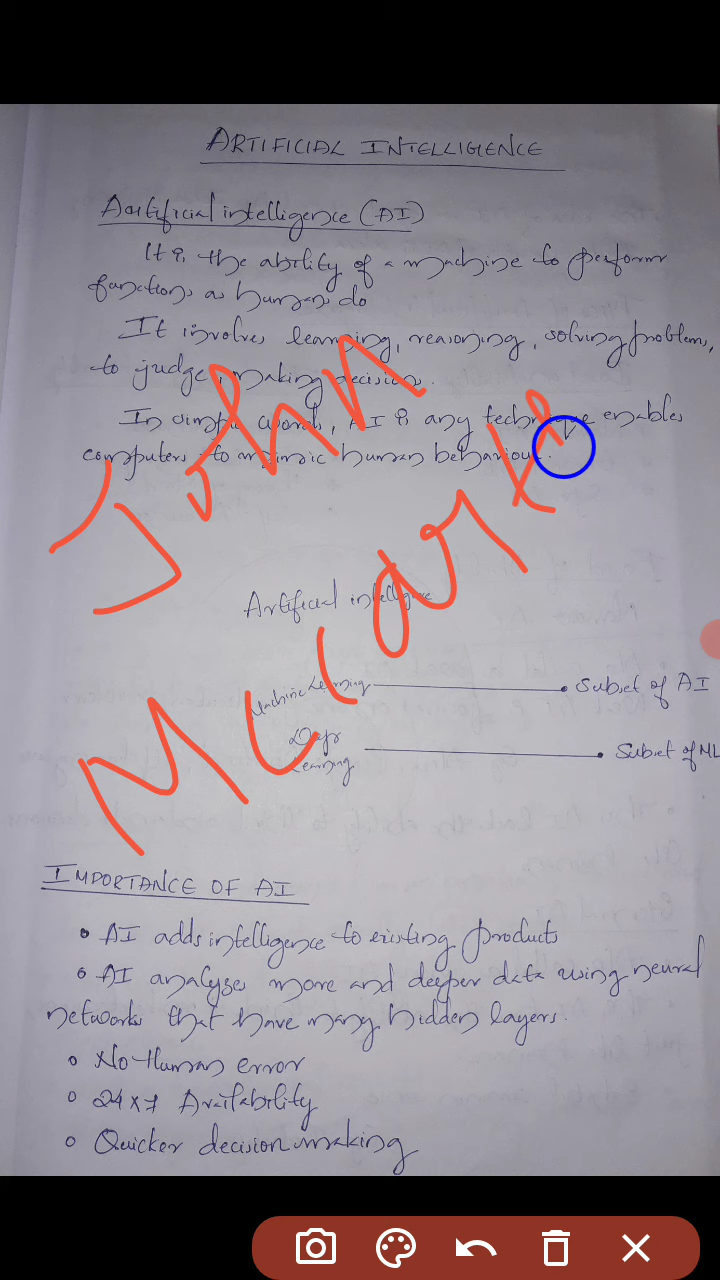 ARTIFICIAL INTELLIGENCE
Aartificial intelligence (AI)
It is the ability of a machine to perform
functions as humans do
It involves learning, reasoning, solving problems,
to judge, making decision.
In simple words, AI is any technique enables
computers to mimic human behaviour.
John
McCarth
Artificial intelligence
Machine Learning
Subset of AI
Deep
Learning
Subset of ML
IMPORTANCE OF AI
• AI adds intelligence to existing products
o AI analyses more and deeper data using neural
networks that have many hidden layers.
o No Human error
o 24x7 Availability
o Quicker decision making